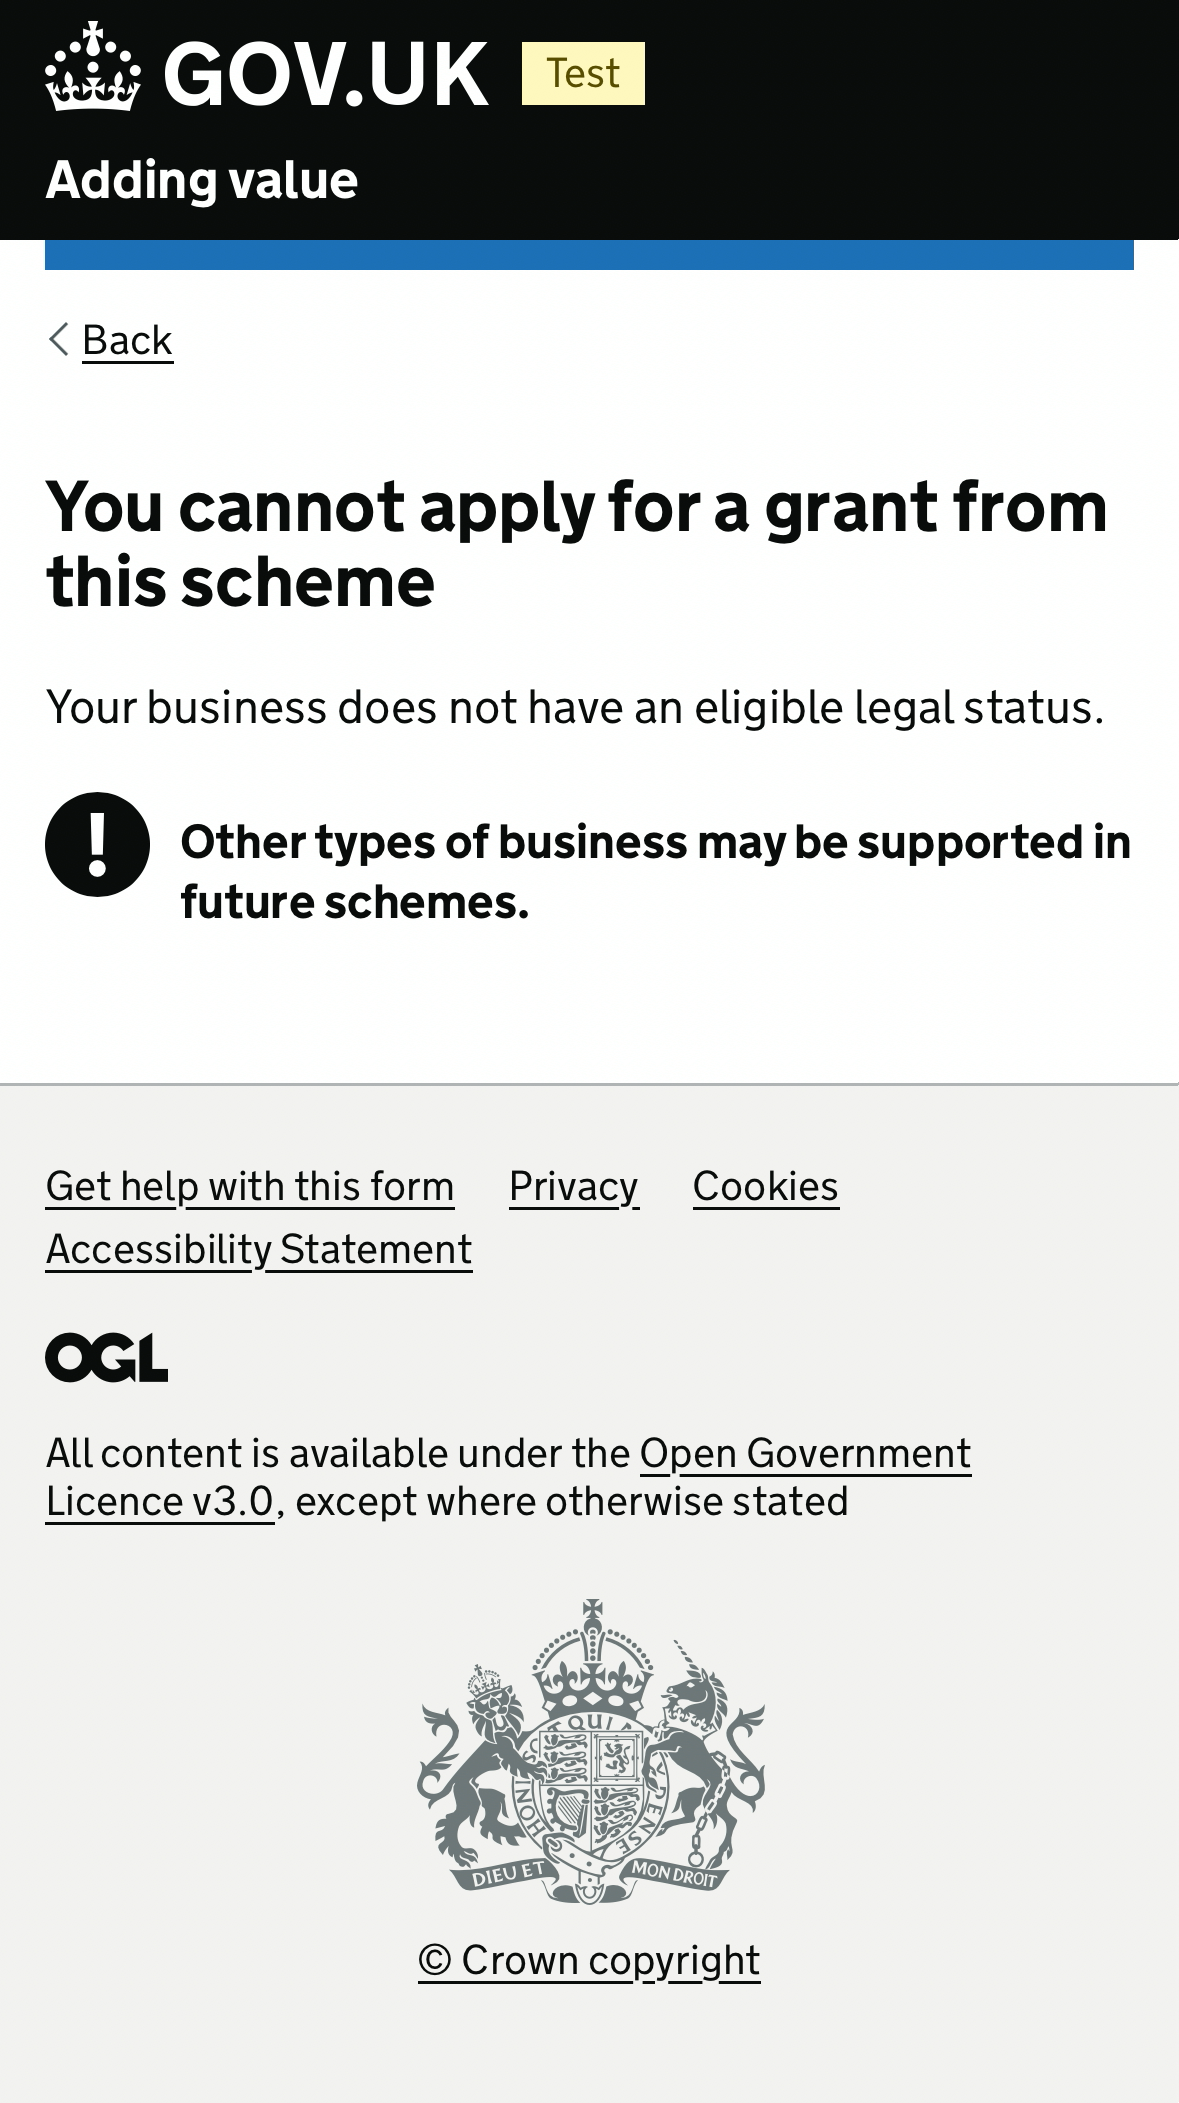 GOV.UK Test
Adding value
Back
You cannot apply for a grant from
this scheme
Your business does not have an eligible legal status.
! Other types of business may be supported in
future schemes.
Get help with this form Privacy Cookies
Accessibility Statement
OGL
All content is available under the Open Government
Licence v3.0, except where otherwise stated
QUI
HONI
DENSE
DIEU ET MON DROIT
© Crown copyright